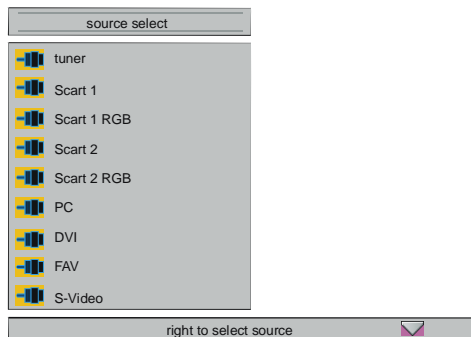 source select
tuner
Scart 1
Scart 1 RGB
Scart 2
Scart 2 RGB
PC
DVI
FAV
S-Video
right to select source